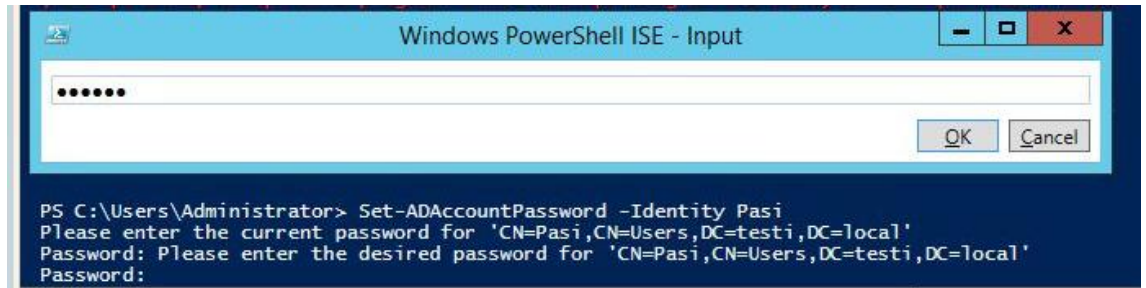 Windows PowerShell ISE - Input
••••••
OK Cancel
PS C:\Users\Administrator> Set-ADAccountPassword -Identity Pasi
Please enter the current password for 'CN=Pasi,CN=Users,DC=testi,DC=local'
Password: Please enter the desired password for 'CN=Pasi,CN=Users,DC=testi,DC=local'
Password: